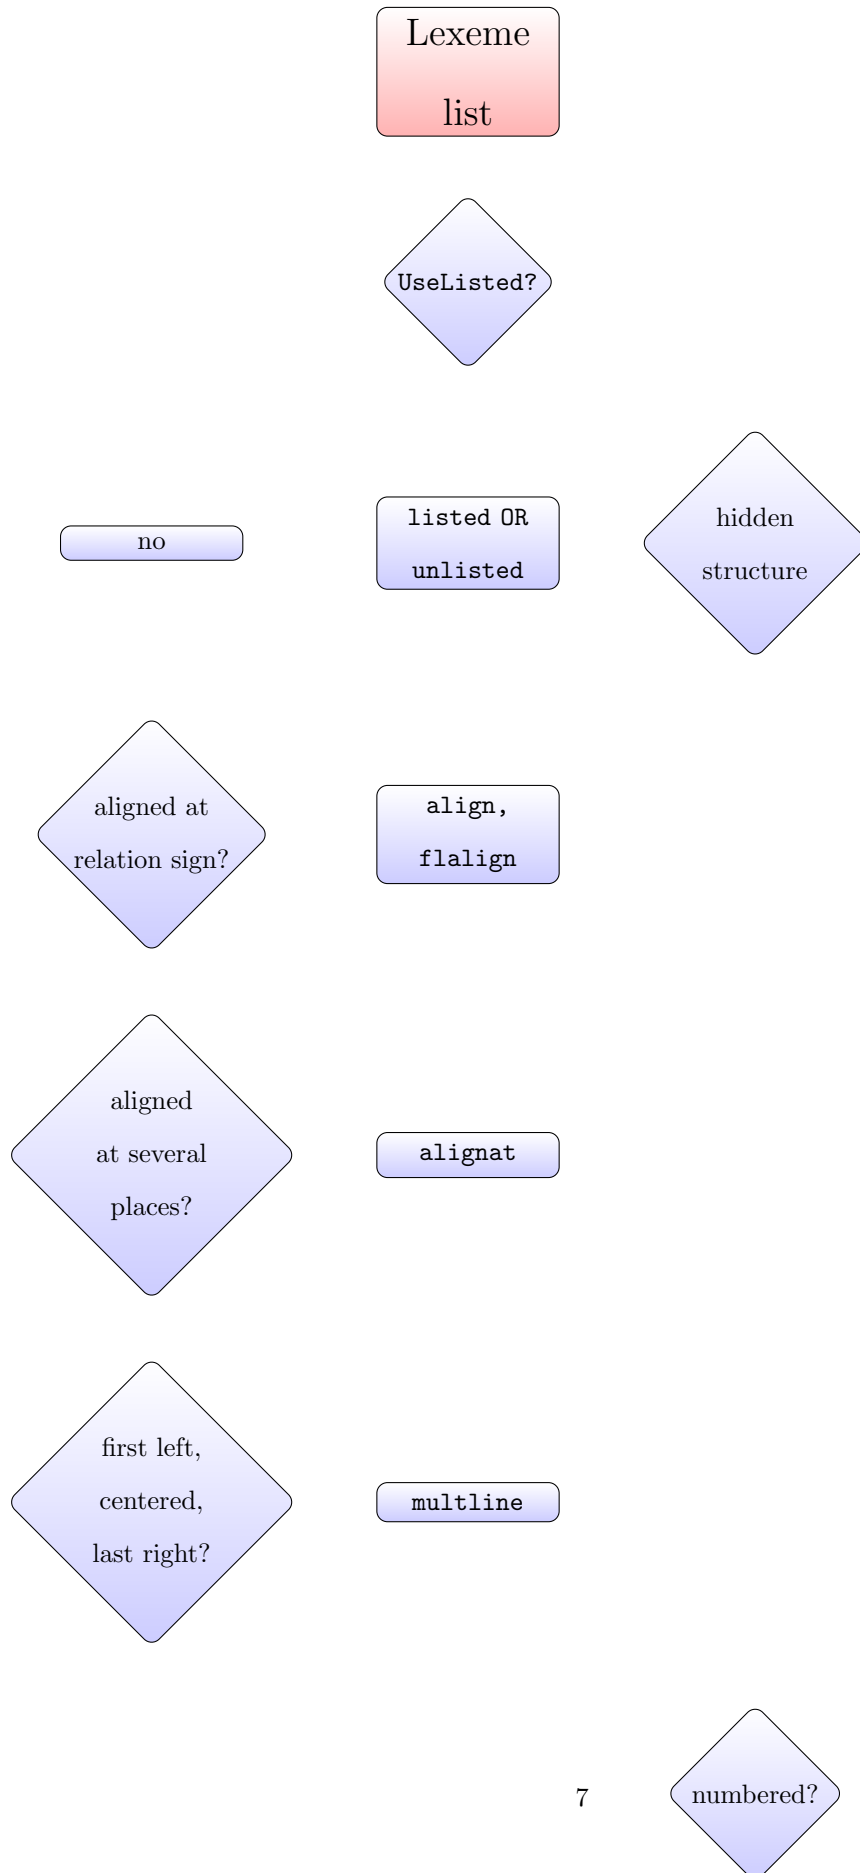 Lexeme
list
UseListed?
no
listed OR
unlisted
hidden
structure
aligned at
relation sign?
align,
flalign
aligned
at several
places?
alignat
first left,
centered,
last right?
multline
7
numbered?